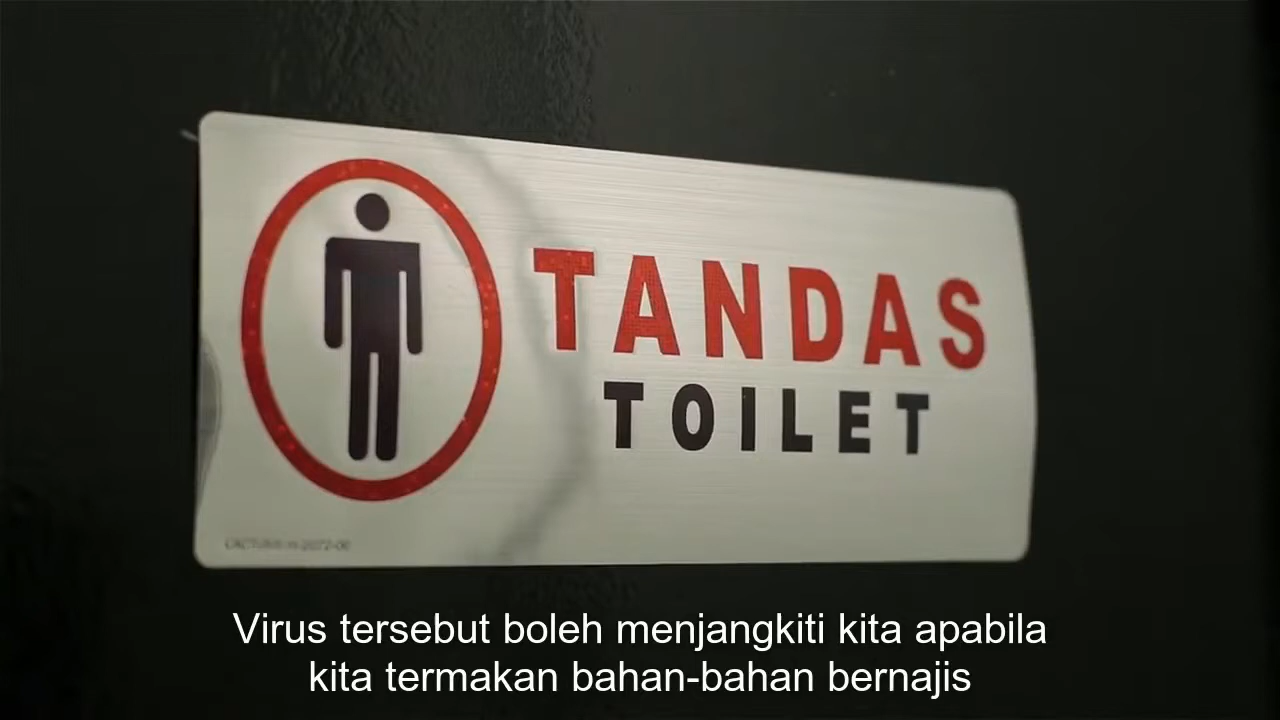 TANDAS
TOILET
Virus tersebut boleh menjangkiti kita apabila
kita termakan bahan-bahan bernajis